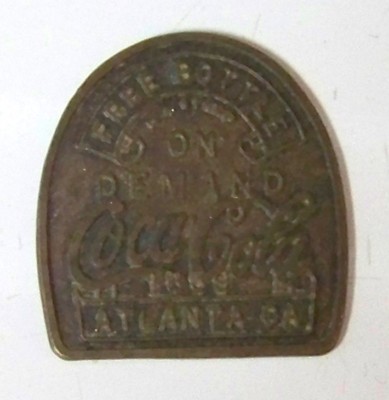 FREE BOTTLE
ON
DEMAND
Coca Cola
ATLANTA GA